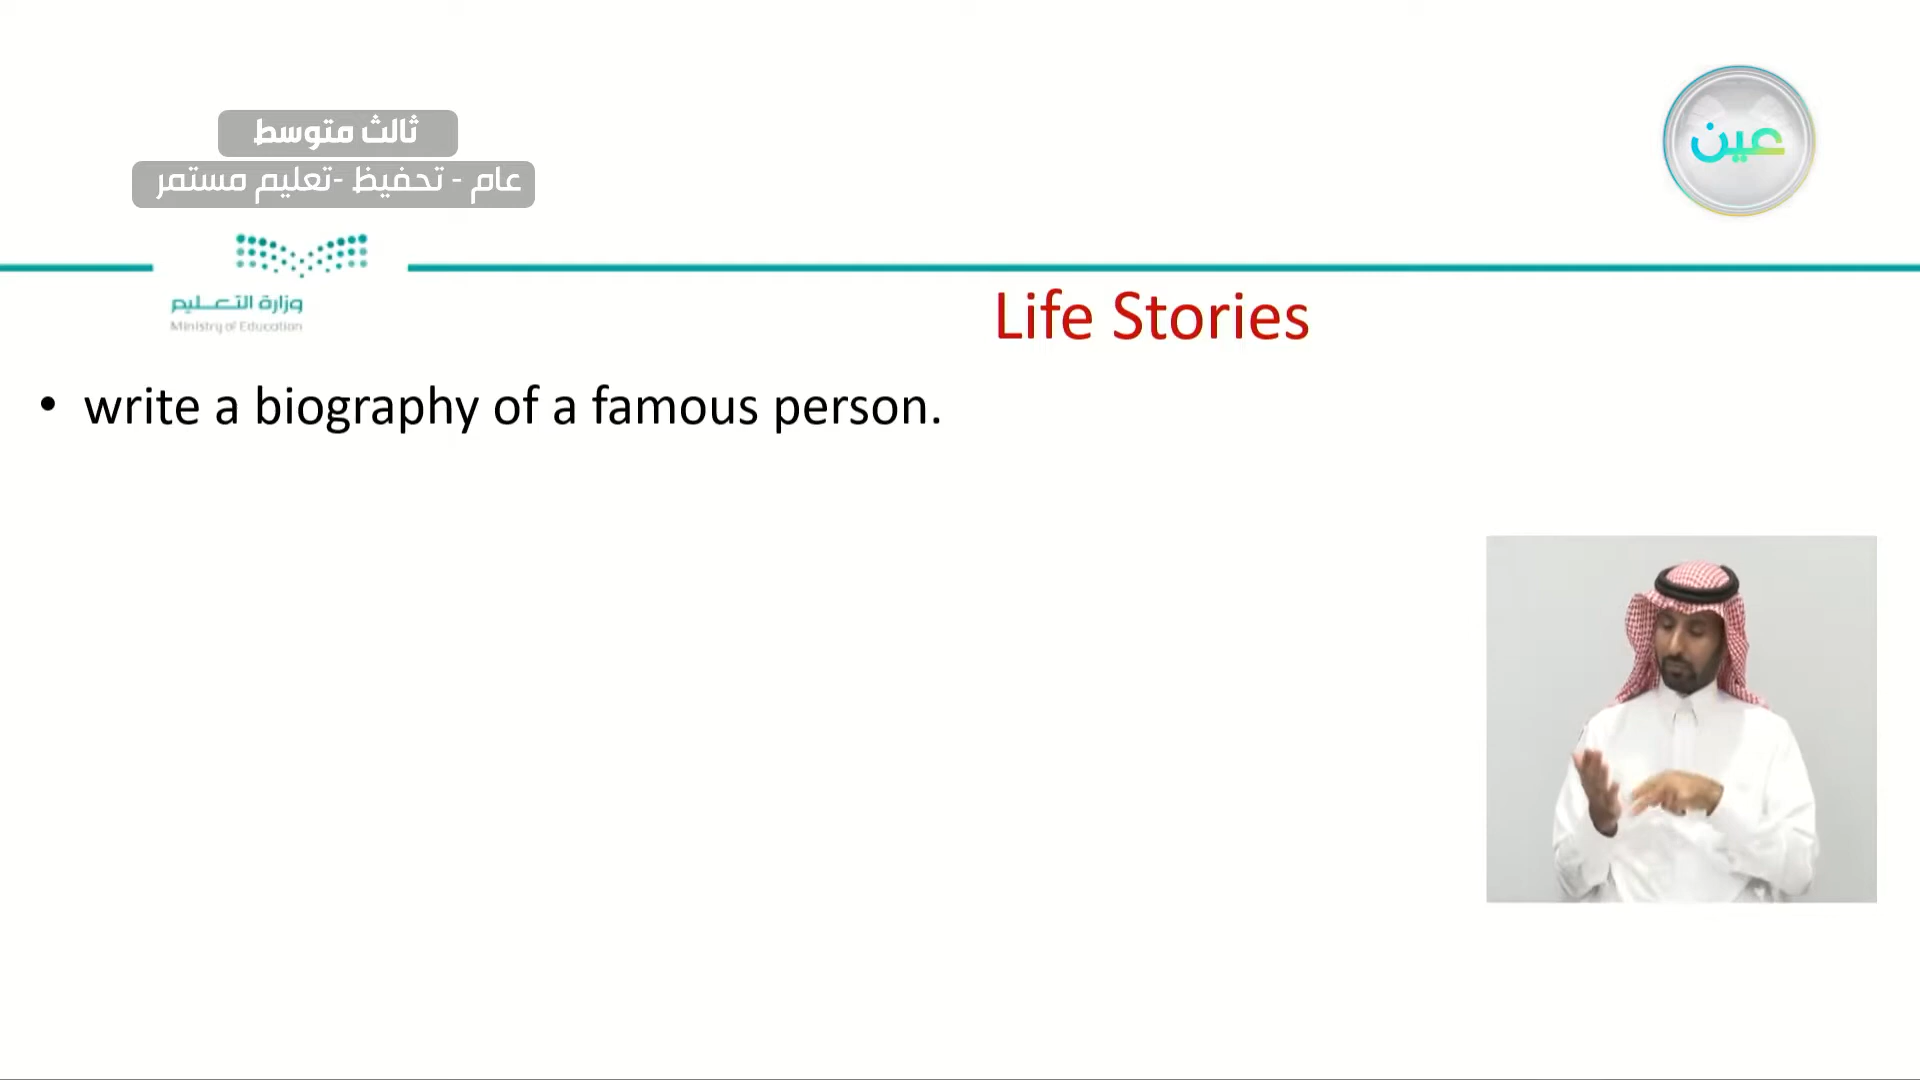 ثالث متوسط
عام - تحفيظ -تعليم مستمر
عين
وزارة التعليم
Ministry of Education
Life Stories
• write a biography of a famous person.